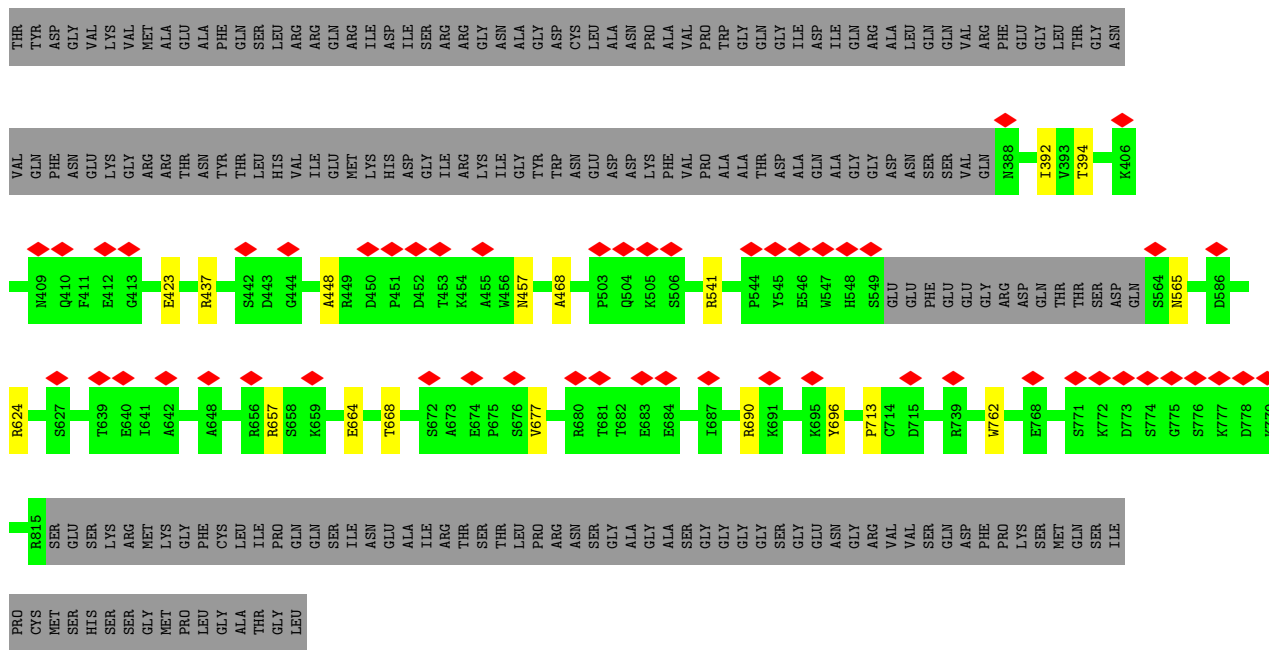 THR TYR ASP GLY VAL LYS VAL MET ALA GLU ALA PHE GLN SER LEU ARG ARG GLN ARG ILE ASP ILE SER ARG ARG GLY ASN ALA GLY ASP CYS LEU ALA ASN PRO ALA VAL PRO TRP GLY GLN GLY ILE ASP ILE GLN ARG ALA LEU GLN GLN VAL ARG PHE GLU GLY LEU THR GLY ASN
VAL GLN PHE ASN GLU LYS GLY ARG ARG THR ASN TYR THR LEU HIS VAL ILE GLU MET LYS HIS ASP GLY ILE ARG LYS ILE GLY TYR TRP ASN GLU ASP ASP LYS PHE VAL PRO ALA ALA THR ASP ALA GLN ALA GLY GLY ASP ASN SER SER VAL GLN N388 I392 V393 T394 K406
N409 Q410 F411 E412 G413 E423 R437 S442 D443 G444 A448 R449 D450 P451 D452 T453 K454 A455 W456 N457 A468 F503 Q504 K505 S506 R541 P544 Y545 E546 W547 H548 S549 GLU GLU PHE GLU GLU GLY ARG ASP GLN THR THR SER ASP GLN S564 N565 D586
R624 S627 T639 E640 I641 A642 A648 R656 R657 S658 K659 E664 T668 S672 A673 E674 P675 S676 V677 R680 T681 T682 E683 E684 I687 R690 K691 K695 Y696 P713 C714 D715 R739 W762 E768 S771 K772 D773 S774 G775 S776 K777 D778
R815 SER GLU SER LYS ARG MET LYS GLY PHE CYS LEU ILE PRO GLN GLN SER ILE ASN GLU ALA ILE ARG THR SER THR LEU PRO ARG ASN SER GLY ALA GLY ALA SER GLY GLY GLY GLY SER GLY GLU ASN GLY ARG VAL VAL SER GLN ASP PHE PRO LYS SER MET GLN SER ILE
PRO CYS MET SER HIS SER SER GLY MET PRO LEU GLY ALA THR GLY LEU